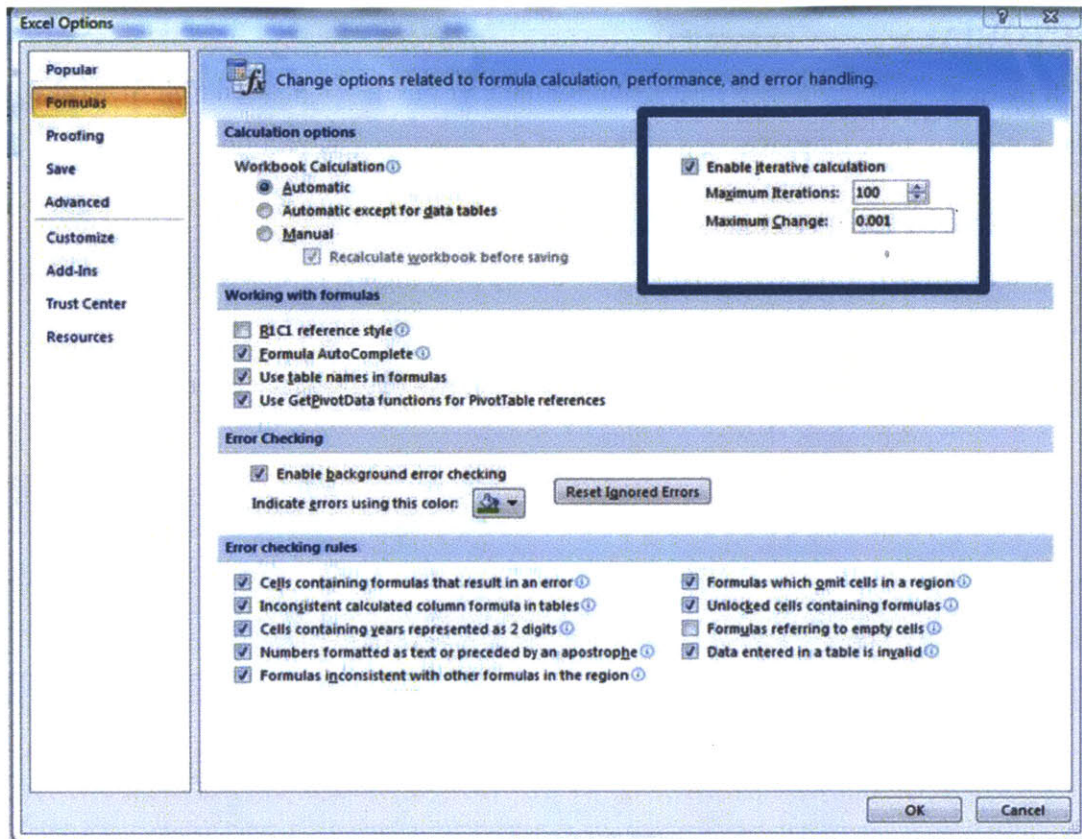 Excel Options
Popular
Formulas
Proofing
Save
Advanced
Customize
Add-Ins
Trust Center
Resources
Change options related to formula calculation, performance, and error handling.
Calculation options
Workbook Calculation
Automatic
Automatic except for data tables
Manual
Recalculate workbook before saving
Enable iterative calculation
Maximum Iterations: 100
Maximum Change: 0.001
Working with formulas
R1C1 reference style
Formula AutoComplete
Use table names in formulas
Use GetPivotData functions for PivotTable references
Error Checking
Enable background error checking
Indicate errors using this color:
Reset Ignored Errors
Error checking rules
Cells containing formulas that result in an error
Inconsistent calculated column formula in tables
Cells containing years represented as 2 digits
Numbers formatted as text or preceded by an apostrophe
Formulas inconsistent with other formulas in the region
Formulas which omit cells in a region
Unlocked cells containing formulas
Formulas referring to empty cells
Data entered in a table is invalid
OK
Cancel